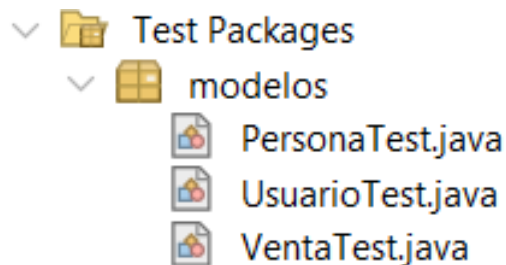 Test Packages
modelos
PersonaTest.java
UsuarioTest.java
VentaTest.java